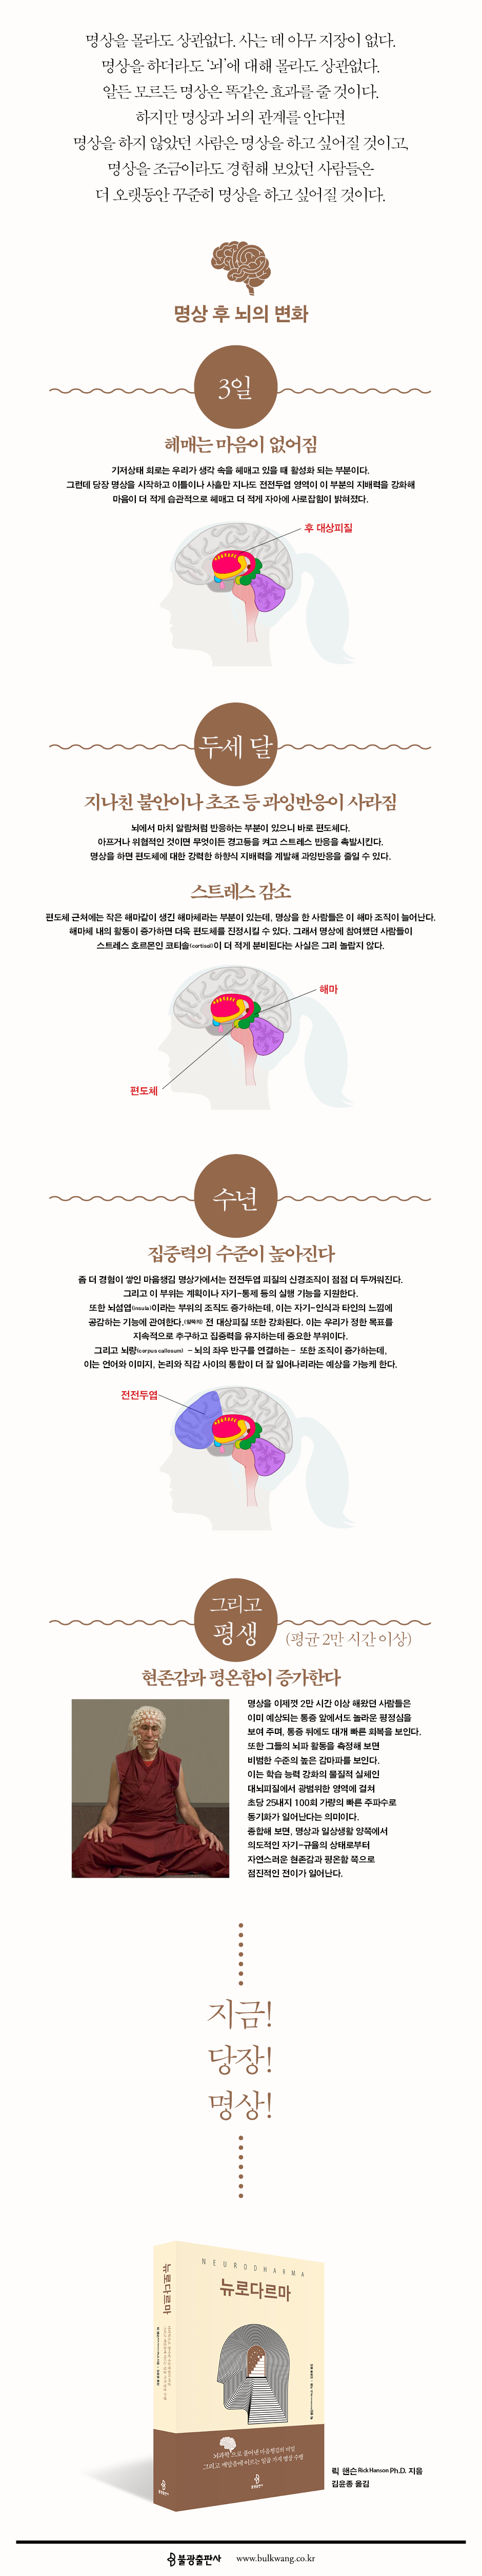 명상을 몰라도 상관없다. 사는 데 아무 지장이 없다.
명상을 하더라도 ‘뇌’에 대해 몰라도 상관없다.
알든 모르든 명상은 똑같은 효과를 줄 것이다.
하지만 명상과 뇌의 관계를 안다면
명상을 하지 않았던 사람은 명상을 하고 싶어질 것이고,
명상을 조금이라도 경험해 보았던 사람들은
더 오랫동안 꾸준히 명상을 하고 싶어질 것이다.
명상 후 뇌의 변화
3일
헤매는 마음이 없어짐
기저상태 회로는 우리가 생각 속을 헤매고 있을 때 활성화 되는 부분이다.
그런데 당장 명상을 시작하고 이틀이나 사흘만 지나도 전전두엽 영역이 이 부분의 지배력을 강화해
마음이 더 적게 습관적으로 헤매고 더 적게 자아에 사로잡힘이 밝혀졌다.
후 대상피질
두세 달
지나친 불안이나 초조 등 과잉반응이 사라짐
뇌에서 마치 알람처럼 반응하는 부분이 있으니 바로 편도체다.
아프거나 위협적인 것이면 무엇이든 경고등을 켜고 스트레스 반응을 촉발시킨다.
명상을 하면 편도체에 대한 강력한 하향식 지배력을 계발해 과잉반응을 줄일 수 있다.
스트레스 감소
편도체 근처에는 작은 해마같이 생긴 해마체라는 부분이 있는데, 명상을 한 사람들은 이 해마 조직이 늘어난다.
해마체 내의 활동이 증가하면 더욱 편도체를 진정시킬 수 있다. 그래서 명상에 참여했던 사람들이
스트레스 호르몬인 코티솔(cortisol)이 더 적게 분비된다는 사실은 그리 놀랍지 않다.
해마
편도체
수년
집중력의 수준이 높아진다
좀 더 경험이 쌓인 마음챙김 명상가에서는 전전두엽 피질의 신경조직이 점점 더 두꺼워진다.
그리고 이 부위는 계획이나 자기-통제 등의 실행 기능을 지원한다.
또한 뇌섬엽(insula)이라는 부위의 조직도 증가하는데, 이는 자기-인식과 타인의 느낌에
공감하는 기능에 관여한다.(앞쪽의) 전 대상피질 또한 강화된다. 이는 우리가 정한 목표를
지속적으로 추구하고 집중력을 유지하는데 중요한 부위이다.
그리고 뇌량(corpus callosum) -뇌의 좌우 반구를 연결하는- 또한 조직이 증가하는데,
이는 언어와 이미지, 논리와 직감 사이의 통합이 더 잘 일어나리라는 예상을 가능케 한다.
전전두엽
그리고
평생
(평균 2만 시간 이상)
현존감과 평온함이 증가한다
명상을 이제껏 2만 시간 이상 해왔던 사람들은
이미 예상되는 통증 앞에서도 놀라운 평정심을
보여 주며, 통증 뒤에도 대개 빠른 회복을 보인다.
또한 그들의 뇌파 활동을 측정해 보면
비범한 수준의 높은 감마파를 보인다.
이는 학습 능력 강화의 물질적 실체인
대뇌피질에서 광범위한 영역에 걸쳐
초당 25내지 100회 가량의 빠른 주파수로
동기화가 일어난다는 의미이다.
종합해 보면, 명상과 일상생활 양쪽에서
의도적인 자기-규율의 상태로부터
자연스러운 현존감과 평온함 쪽으로
점진적인 전이가 일어난다.
지금!
당장!
명상!
NEURODHARMA
뉴로다르마
뉴로다르마
뇌과학으로 풀어낸 마음챙김의 비밀
그리고 깨달음에 이르는 일곱 가지 명상 수행
릭 핸슨 Rick Hanson Ph.D. 지음
김윤종 옮김
불광출판사 www.bulkwang.co.kr